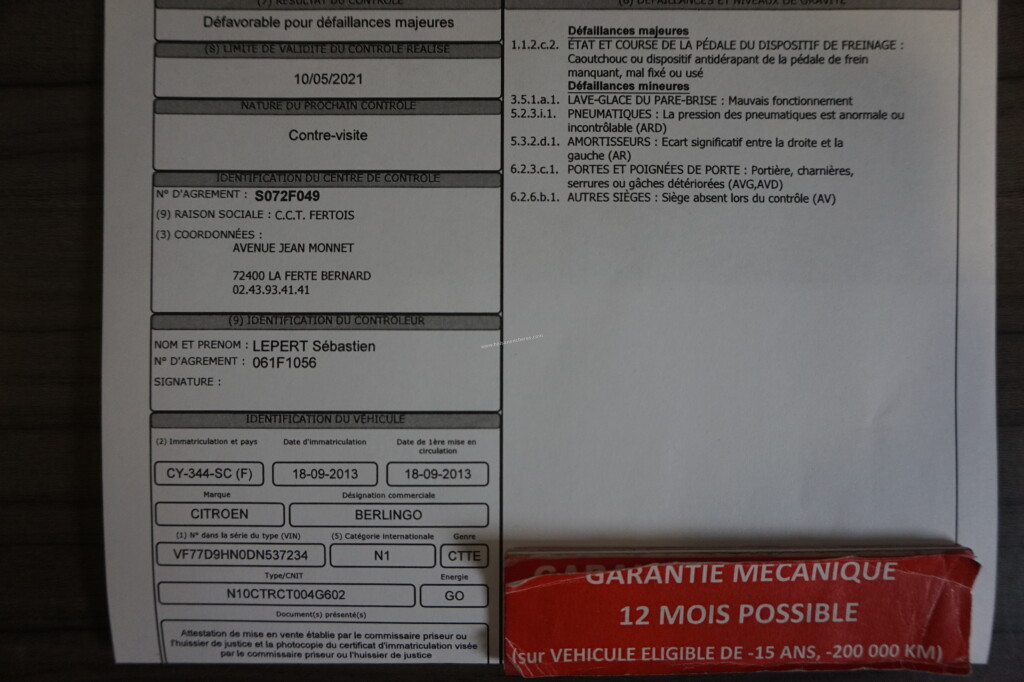 (7) RÉSULTAT DU CONTRÔLE
Défavorable pour défaillances majeures
(8) LIMITE DE VALIDITÉ DU CONTRÔLE RÉALISÉ
10/05/2021
NATURE DU PROCHAIN CONTRÔLE
Contre-visite
IDENTIFICATION DU CENTRE DE CONTRÔLE
N° D'AGREMENT : S072F049
(9) RAISON SOCIALE : C.C.T. FERTOIS
(3) COORDONNÉES :
AVENUE JEAN MONNET
72400 LA FERTE BERNARD
02.43.93.41.41
(9) IDENTIFICATION DU CONTRÔLEUR
NOM ET PRENOM : LEPERT Sébastien
N° D'AGREMENT : 061F1056
SIGNATURE :
IDENTIFICATION DU VÉHICULE
(2) Immatriculation et pays Date d'immatriculation Date de 1ère mise en
circulation
CY-344-SC (F) 18-09-2013 18-09-2013
Marque Désignation commerciale
CITROEN BERLINGO
(1) N° dans la série du type (VIN) (5) Catégorie internationale Genre
VF77D9HN0DN537234 N1 CTTE
Type/CNIT Energie
N10CTRCT004G602 GO
Document(s) présenté(s)
Attestation de mise en vente établie par le commissaire priseur ou
l'huissier de justice et la photocopie du certificat d'immatriculation visée
par le commissaire priseur ou l'huissier de justice
(6) DÉFAILLANCES ET NIVEAUX DE GRAVITÉ
Défaillances majeures
1.1.2.c.2. ÉTAT ET COURSE DE LA PÉDALE DU DISPOSITIF DE FREINAGE :
Caoutchouc ou dispositif antidérapant de la pédale de frein
manquant, mal fixé ou usé
Défaillances mineures
3.5.1.a.1. LAVE-GLACE DU PARE-BRISE : Mauvais fonctionnement
5.2.3.i.1. PNEUMATIQUES : La pression des pneumatiques est anormale ou
incontrôlable (ARD)
5.3.2.d.1. AMORTISSEURS : Ecart significatif entre la droite et la
gauche (AR)
6.2.3.c.1. PORTES ET POIGNÉES DE PORTE : Portière, charnières,
serrures ou gâches détériorées (AVG,AVD)
6.2.6.b.1. AUTRES SIÈGES : Siège absent lors du contrôle (AV)
GARANTIE MECANIQUE
12 MOIS POSSIBLE
(sur VEHICULE ELIGIBLE DE -15 ANS, -200 000 KM)